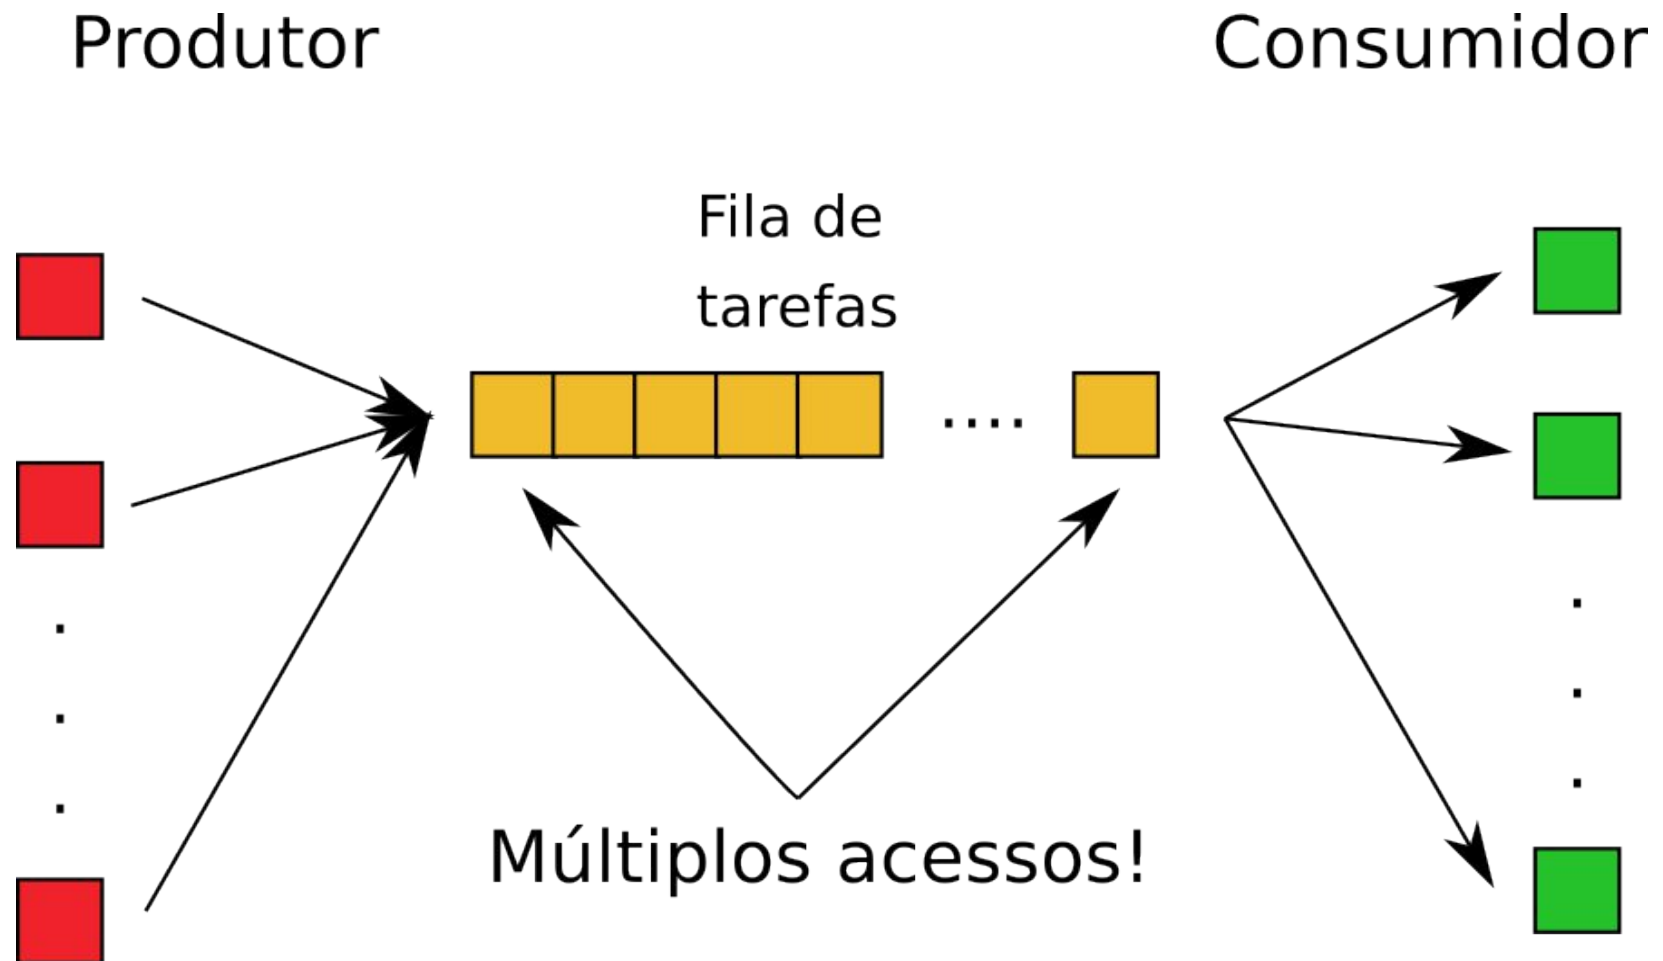 Produtor
Consumidor
Fila de
tarefas
....
Múltiplos acessos!